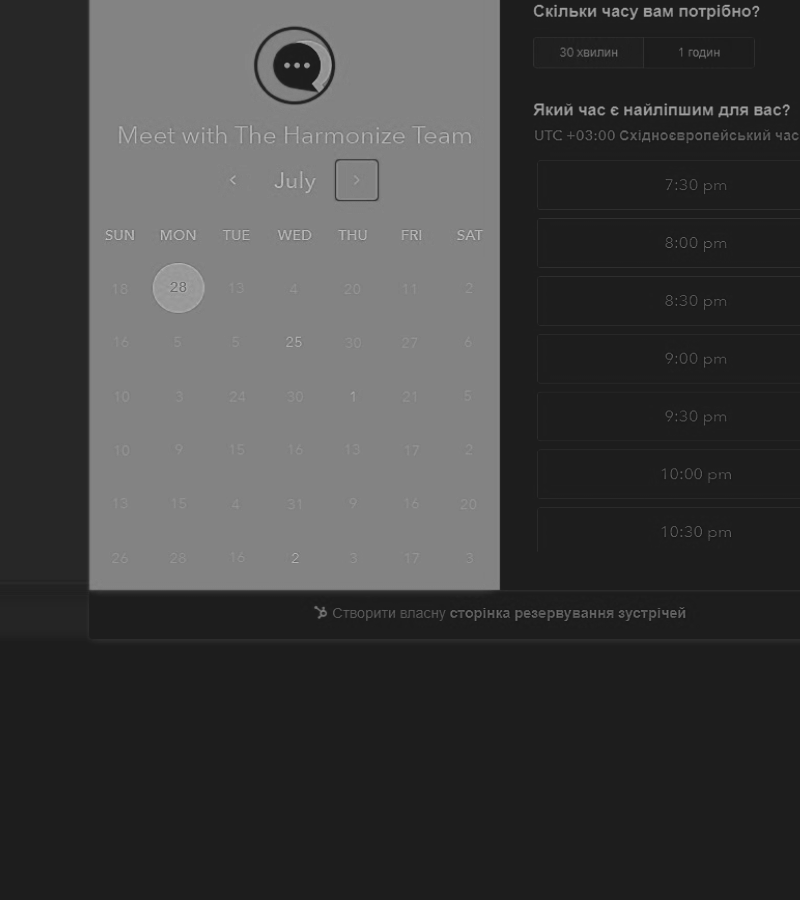 Meet with The Harmonize Team
July
SUN MON TUE WED THU FRI SAT
18 28 13 4 20 11 2
16 5 5 25 30 27 6
10 3 24 30 1 21 5
10 9 15 16 13 17 2
13 15 4 31 9 16 20
26 28 16 2 3 17 3
Скільки часу вам потрібно?
30 хвилин 1 годин
Який час є найліпшим для вас?
UTC +03:00 Східноєвропейський час
7:30 pm
8:00 pm
8:30 pm
9:00 pm
9:30 pm
10:00 pm
10:30 pm
Створити власну сторінка резервування зустрічей